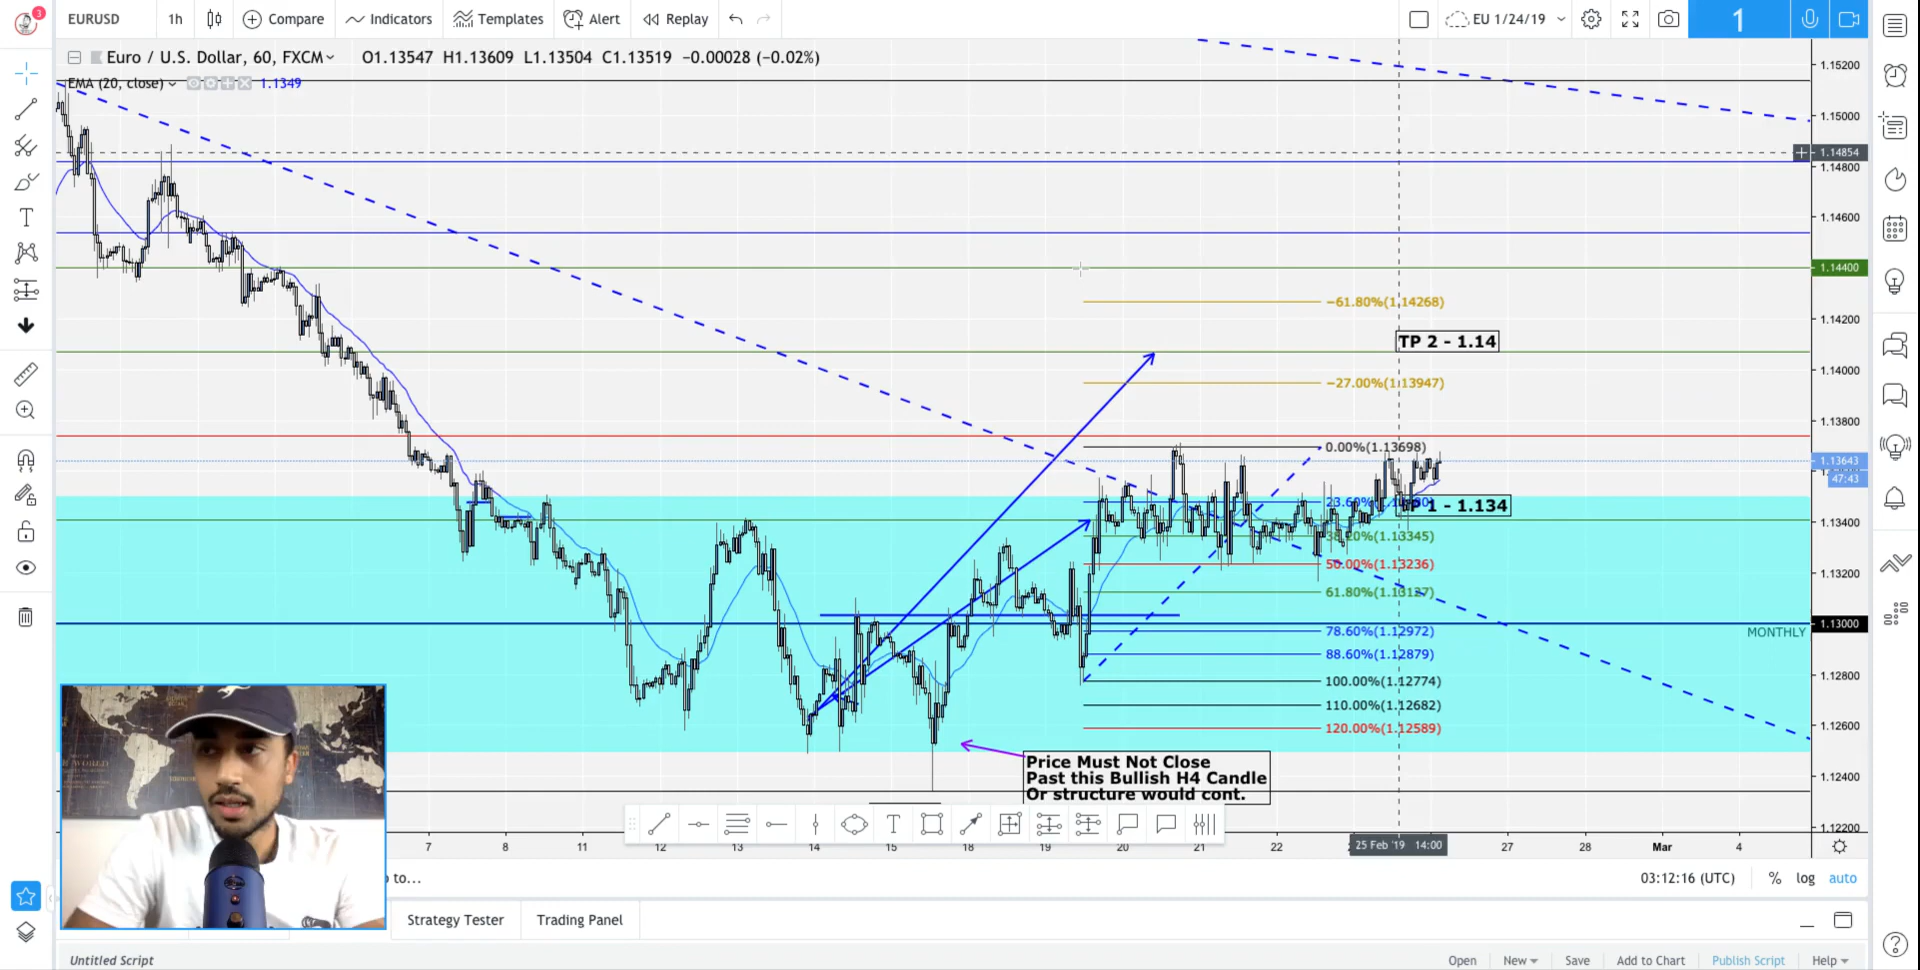 3
EURUSD
1h
Compare
Indicators
Templates
Alert
Replay
EU 1/24/19
1
Euro / U.S. Dollar, 60, FXCM
O1.13547 H1.13609 L1.13504 C1.13519 −0.00028 (−0.02%)
EMA (20, close)
1.1349
1.15200
1.15000
1.14854
1.14800
1.14600
1.14400
−61.80%(1.14268)
1.14200
TP 2 - 1.14
1.14000
−27.00%(1.13947)
1.13800
0.00%(1.13698)
1.13643
47:43
1 - 1.134
1.13400
38.20%(1.13345)
50.00%(1.13236)
1.13200
61.80%(1.13127)
1.13000
78.60%(1.12972)
MONTHLY
88.60%(1.12879)
100.00%(1.12774)
1.12800
110.00%(1.12682)
120.00%(1.12589)
1.12600
Price Must Not Close
Past this Bullish H4 Candle
Or structure would cont.
1.12400
1.12200
7 8 11 12 13 14 15 18 19 20 21 22 25 Feb '19 14:00 27 28 Mar 4
to...
03:12:16 (UTC)
%
log
auto
Strategy Tester
Trading Panel
Untitled Script
Open
New
Save
Add to Chart
Publish Script
Help